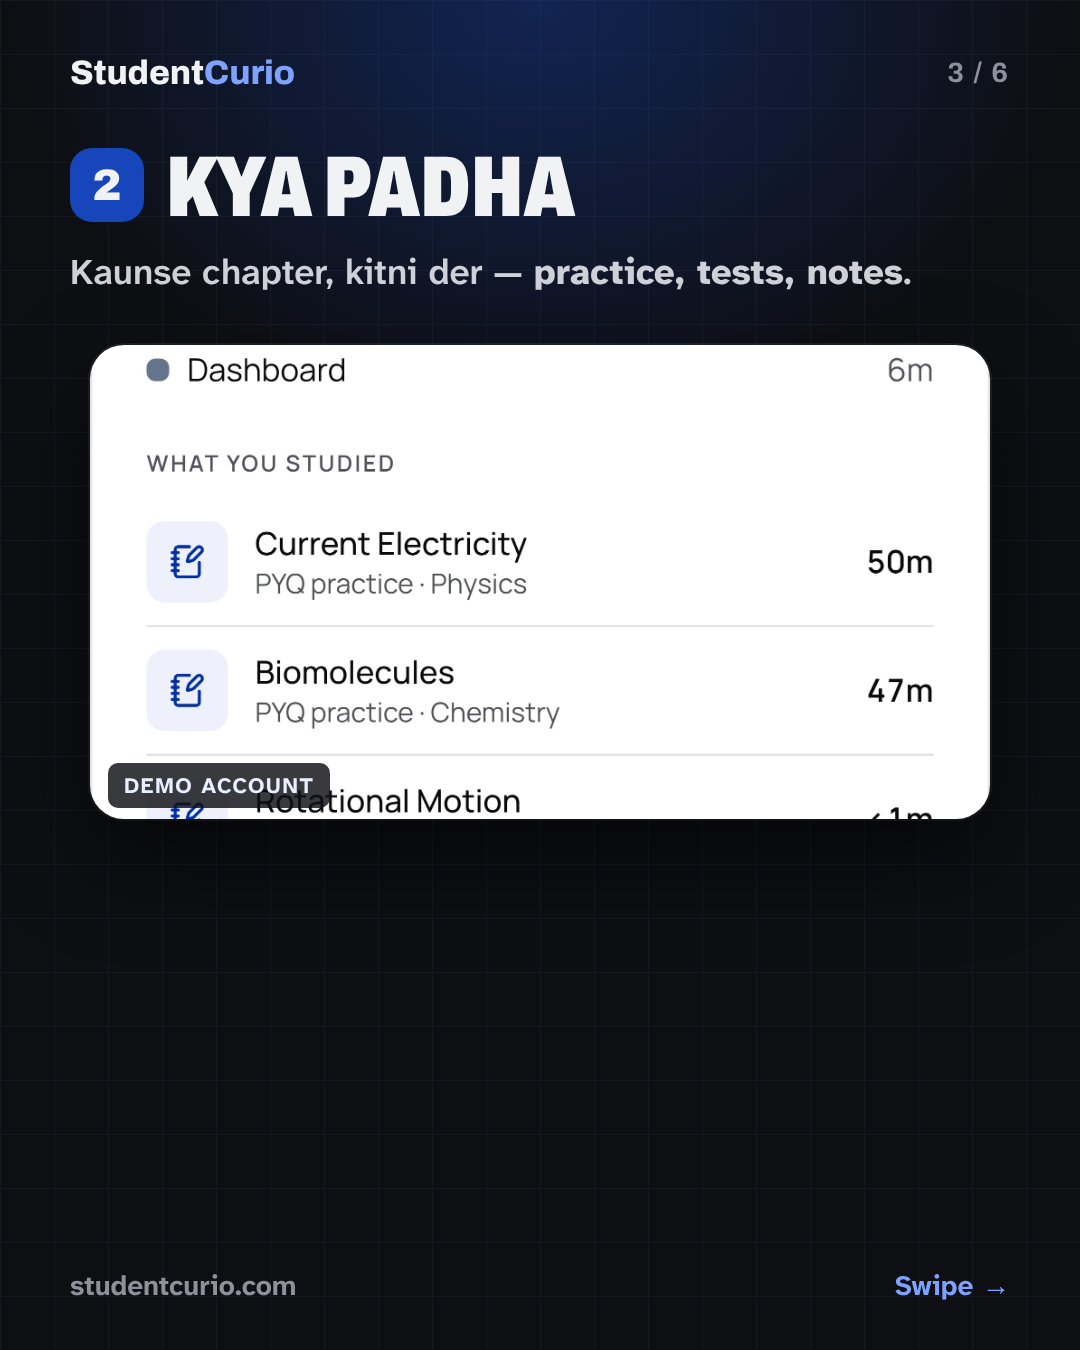 StudentCurio
3 / 6
2 KYA PADHA
Kaunse chapter, kitni der — practice, tests, notes.
Dashboard 6m
WHAT YOU STUDIED
Current Electricity
PYQ practice · Physics
50m
Biomolecules
PYQ practice · Chemistry
47m
DEMO ACCOUNT
Rotational Motion
studentcurio.com
Swipe →